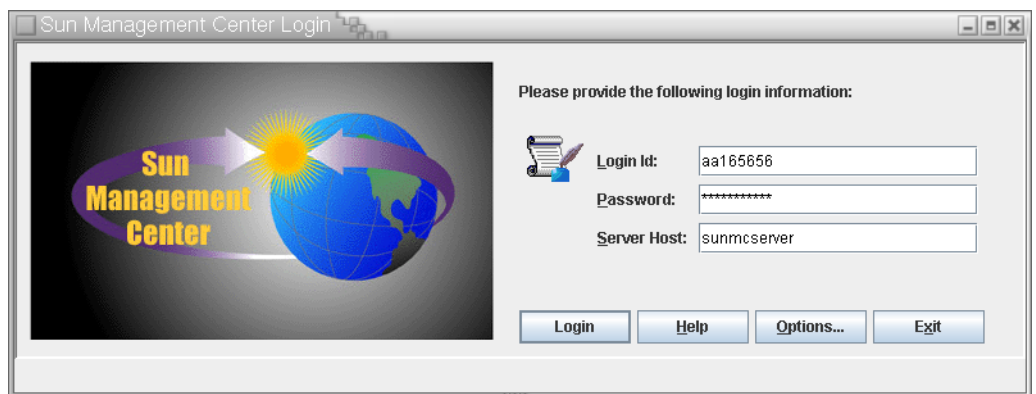 Sun Management Center Login
Sun
Management
Center
Please provide the following login information:
Login Id: aa165656
Password: ***********
Server Host: sunmcserver
Login Help Options... Exit